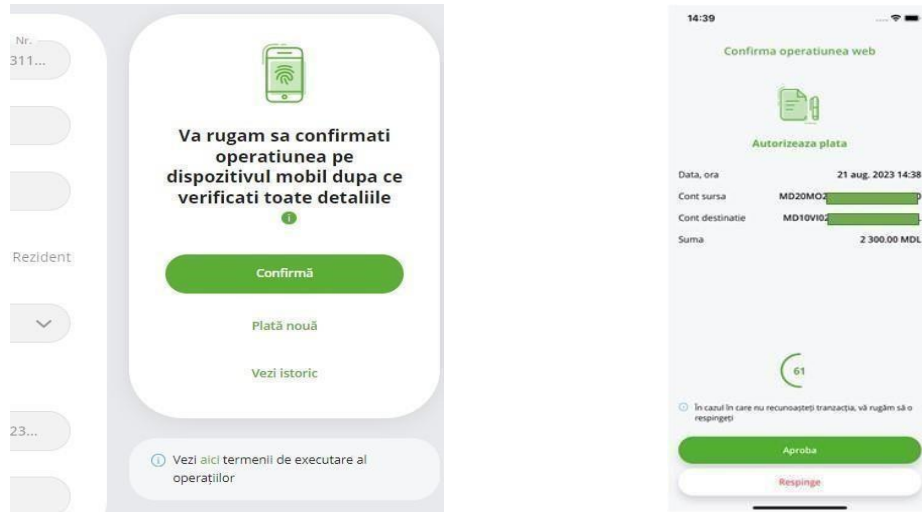 Nr.
311...
Rezident
23...
Va rugam sa confirmati
operatiunea pe
dispozitivul mobil dupa ce
verificati toate detaliile
Confirmă
Plată nouă
Vezi istoric
Vezi aici termenii de executare al
operațiilor
14:39
Confirma operatiunea web
Autorizeaza plata
Data, ora 21 aug. 2023 14:38
Cont sursa MD20MO2
Cont destinatie MD10VI02
Suma 2 300.00 MDL
61
În cazul în care nu recunoașteți tranzacția, vă rugăm să o
respingeți
Aproba
Respinge